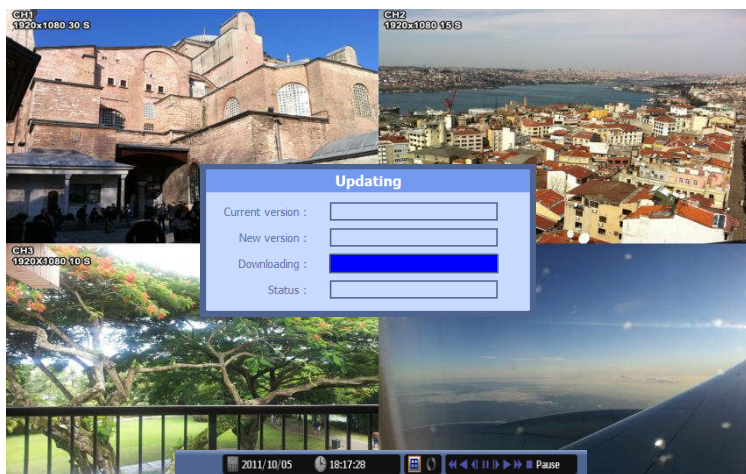 CH1
1920x1080 30 S
CH2
1920x1080 15 S
Updating
Current version :
New version :
Downloading :
Status :
CH3
1920X1080 10 S
2011/10/05 18:17:28 Pause